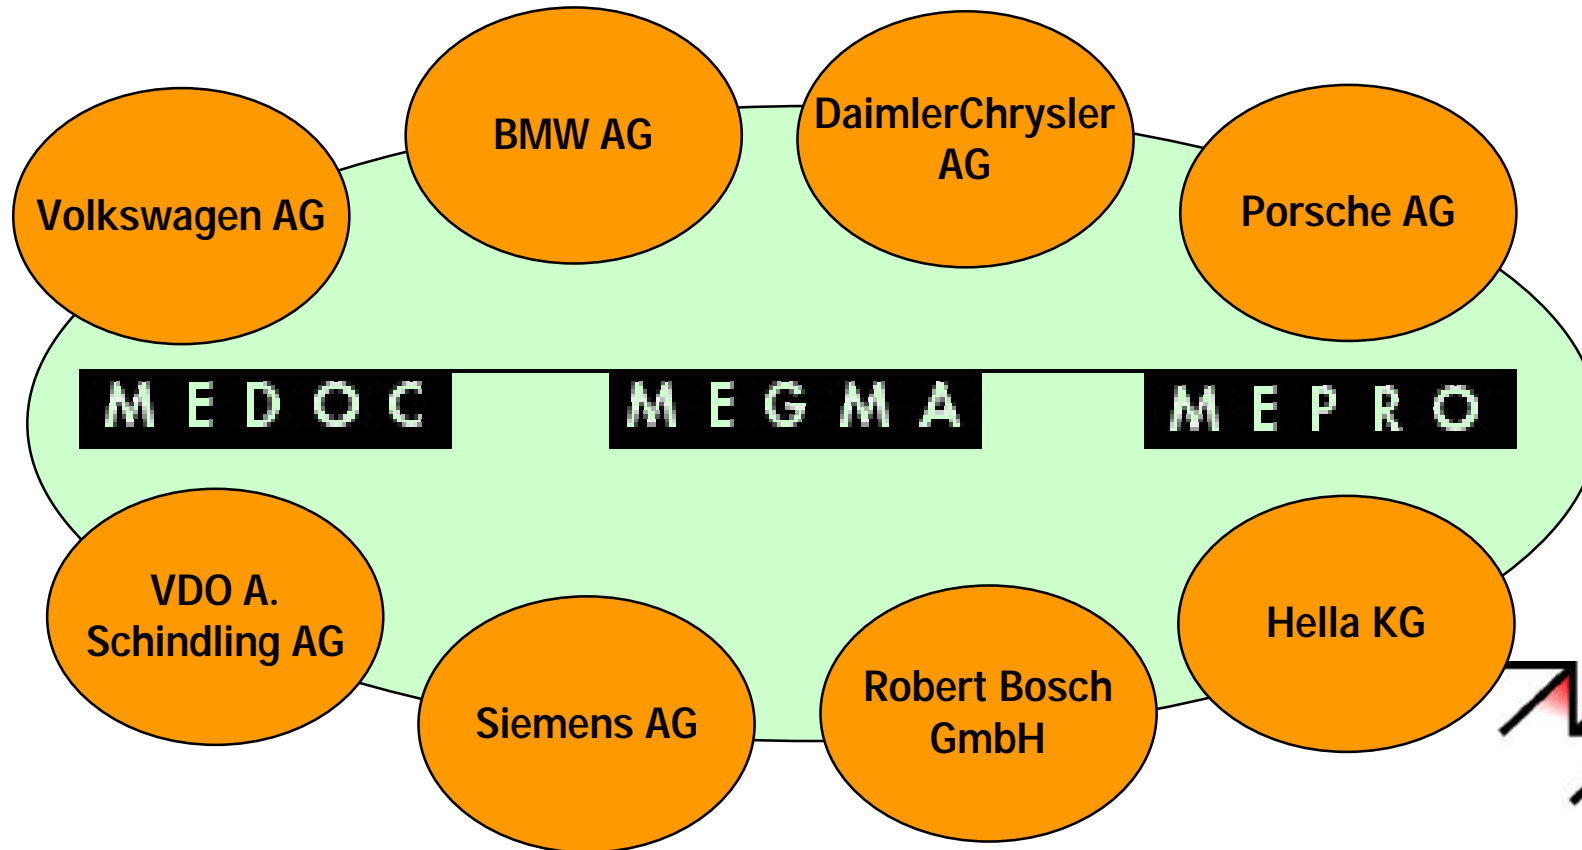 BMW AG
DaimlerChrysler
AG
Volkswagen AG
Porsche AG
MEDOC
MEGMA
MEPRO
VDO A.
Schindling AG
Hella KG
Siemens AG
Robert Bosch
GmbH